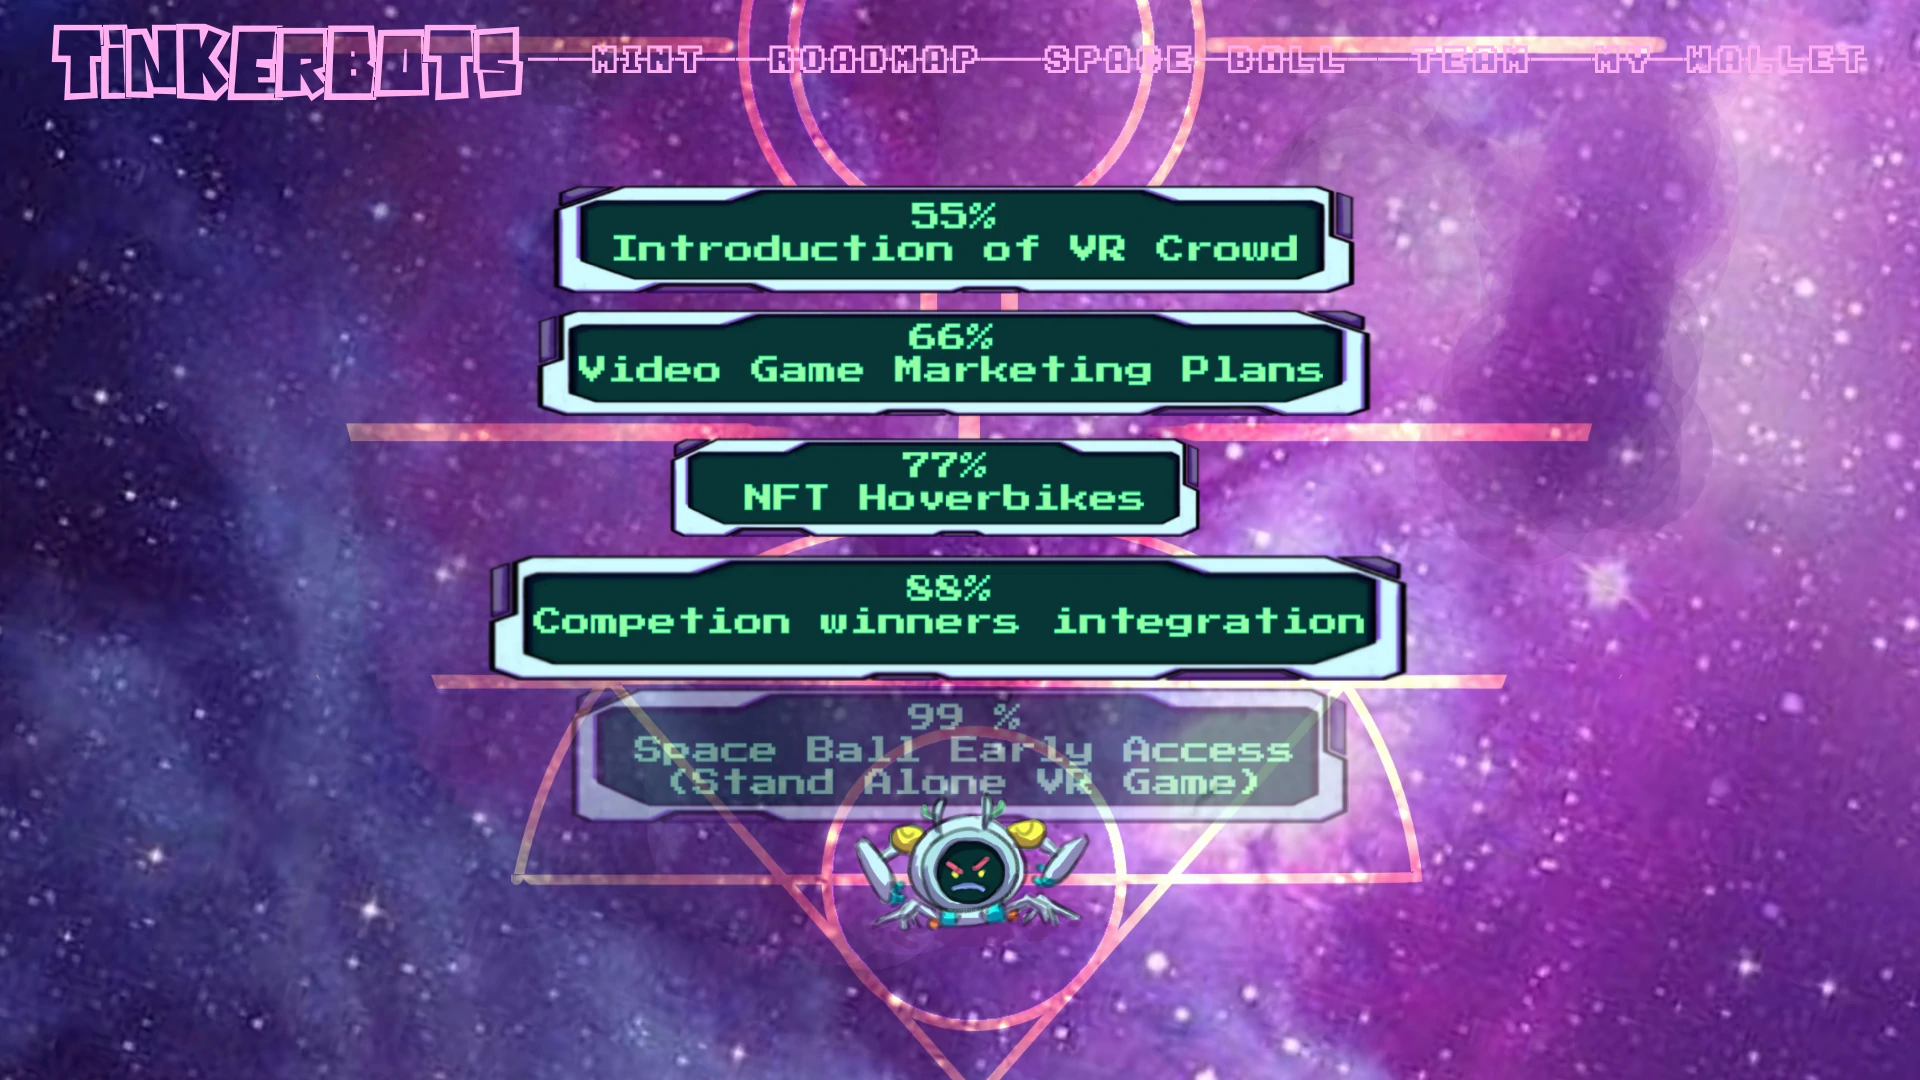 TiNKERBOTS
MINT ROADMAP SPACE BALL TEAM MY WALLET
55%
Introduction of VR Crowd
66%
Video Game Marketing Plans
77%
NFT Hoverbikes
88%
Competion winners integration
99 %
Space Ball Early Access
(Stand Alone VR Game)